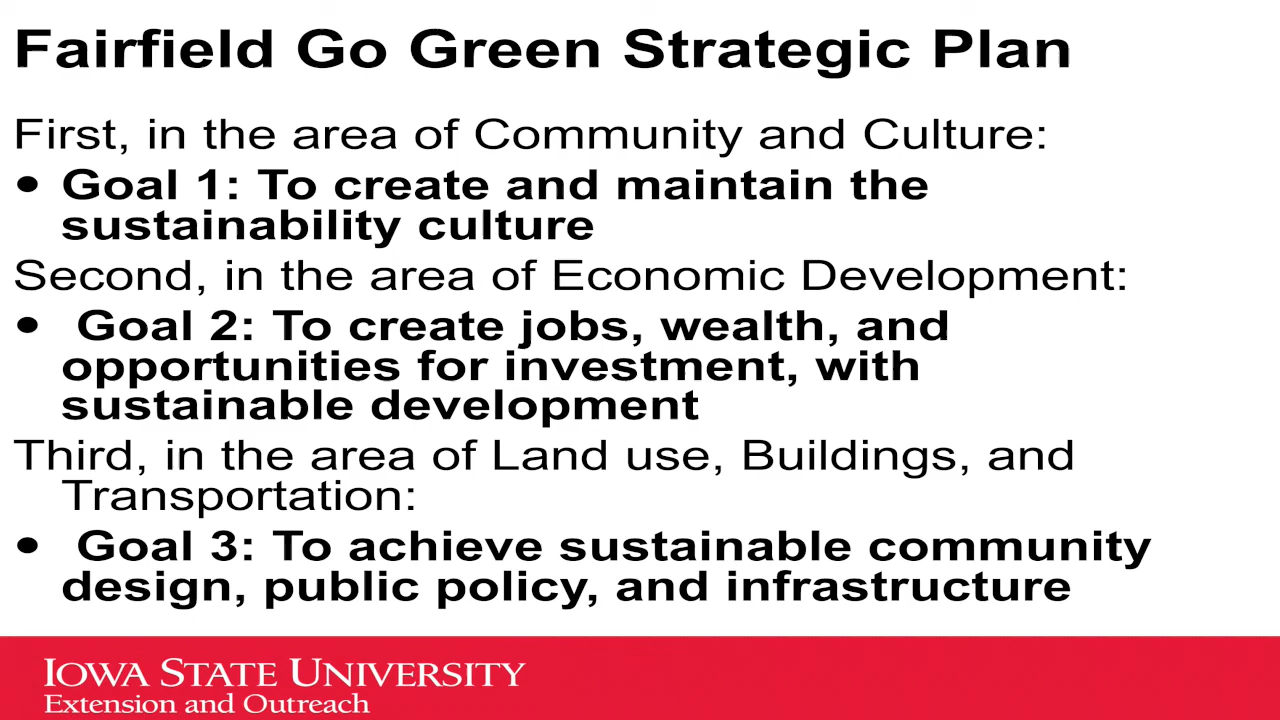 Fairfield Go Green Strategic Plan
First, in the area of Community and Culture:
• Goal 1: To create and maintain the
sustainability culture
Second, in the area of Economic Development:
• Goal 2: To create jobs, wealth, and
opportunities for investment, with
sustainable development
Third, in the area of Land use, Buildings, and
Transportation:
• Goal 3: To achieve sustainable community
design, public policy, and infrastructure
IOWA STATE UNIVERSITY
Extension and Outreach